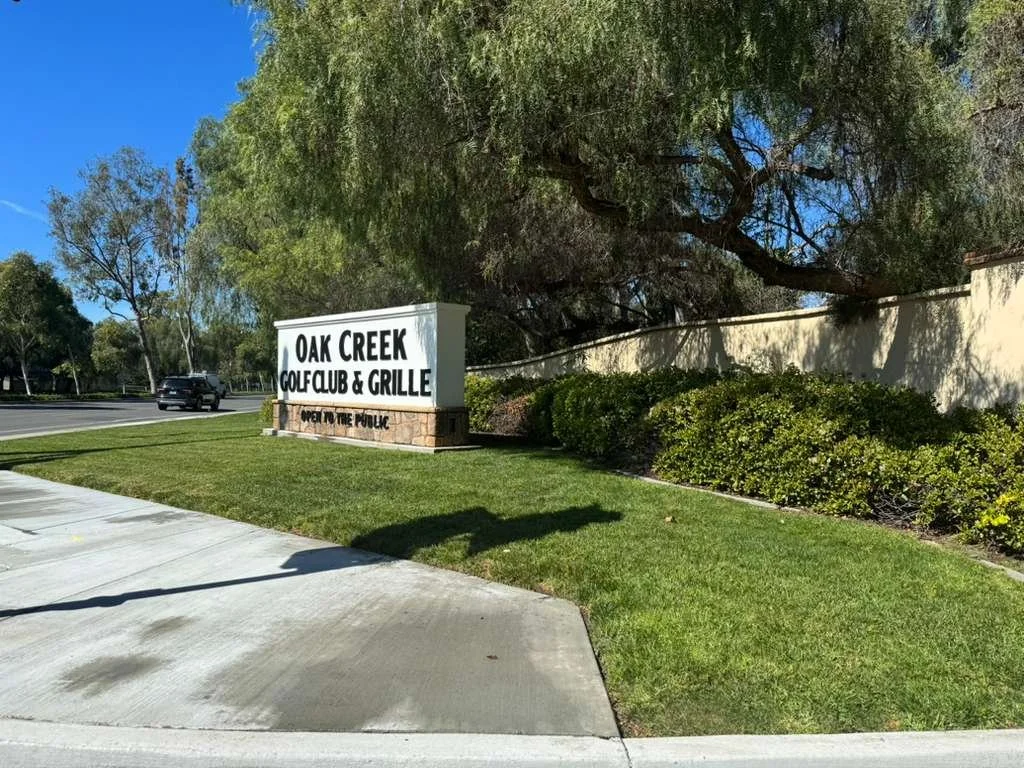 OAK CREEK
GOLF CLUB & GRILLE
OPEN TO THE PUBLIC